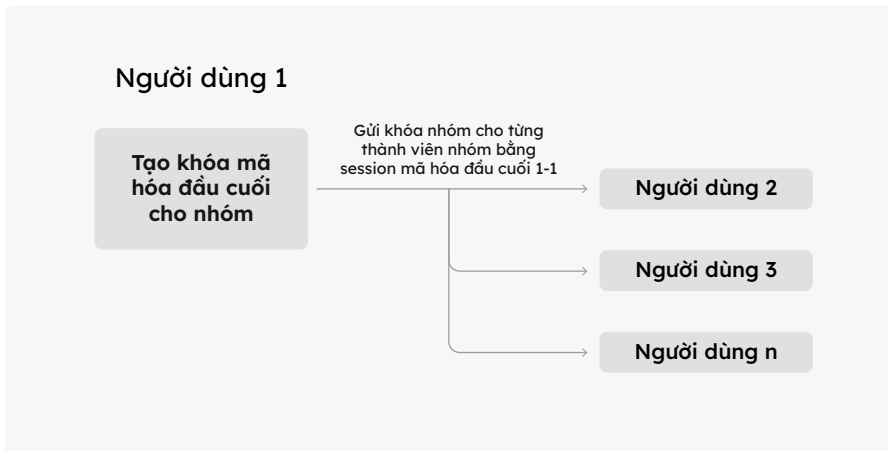 Người dùng 1
Gửi khóa nhóm cho từng
thành viên nhóm bằng
session mã hóa đầu cuối 1-1
Tạo khóa mã
hóa đầu cuối
cho nhóm
Người dùng 2
Người dùng 3
Người dùng n